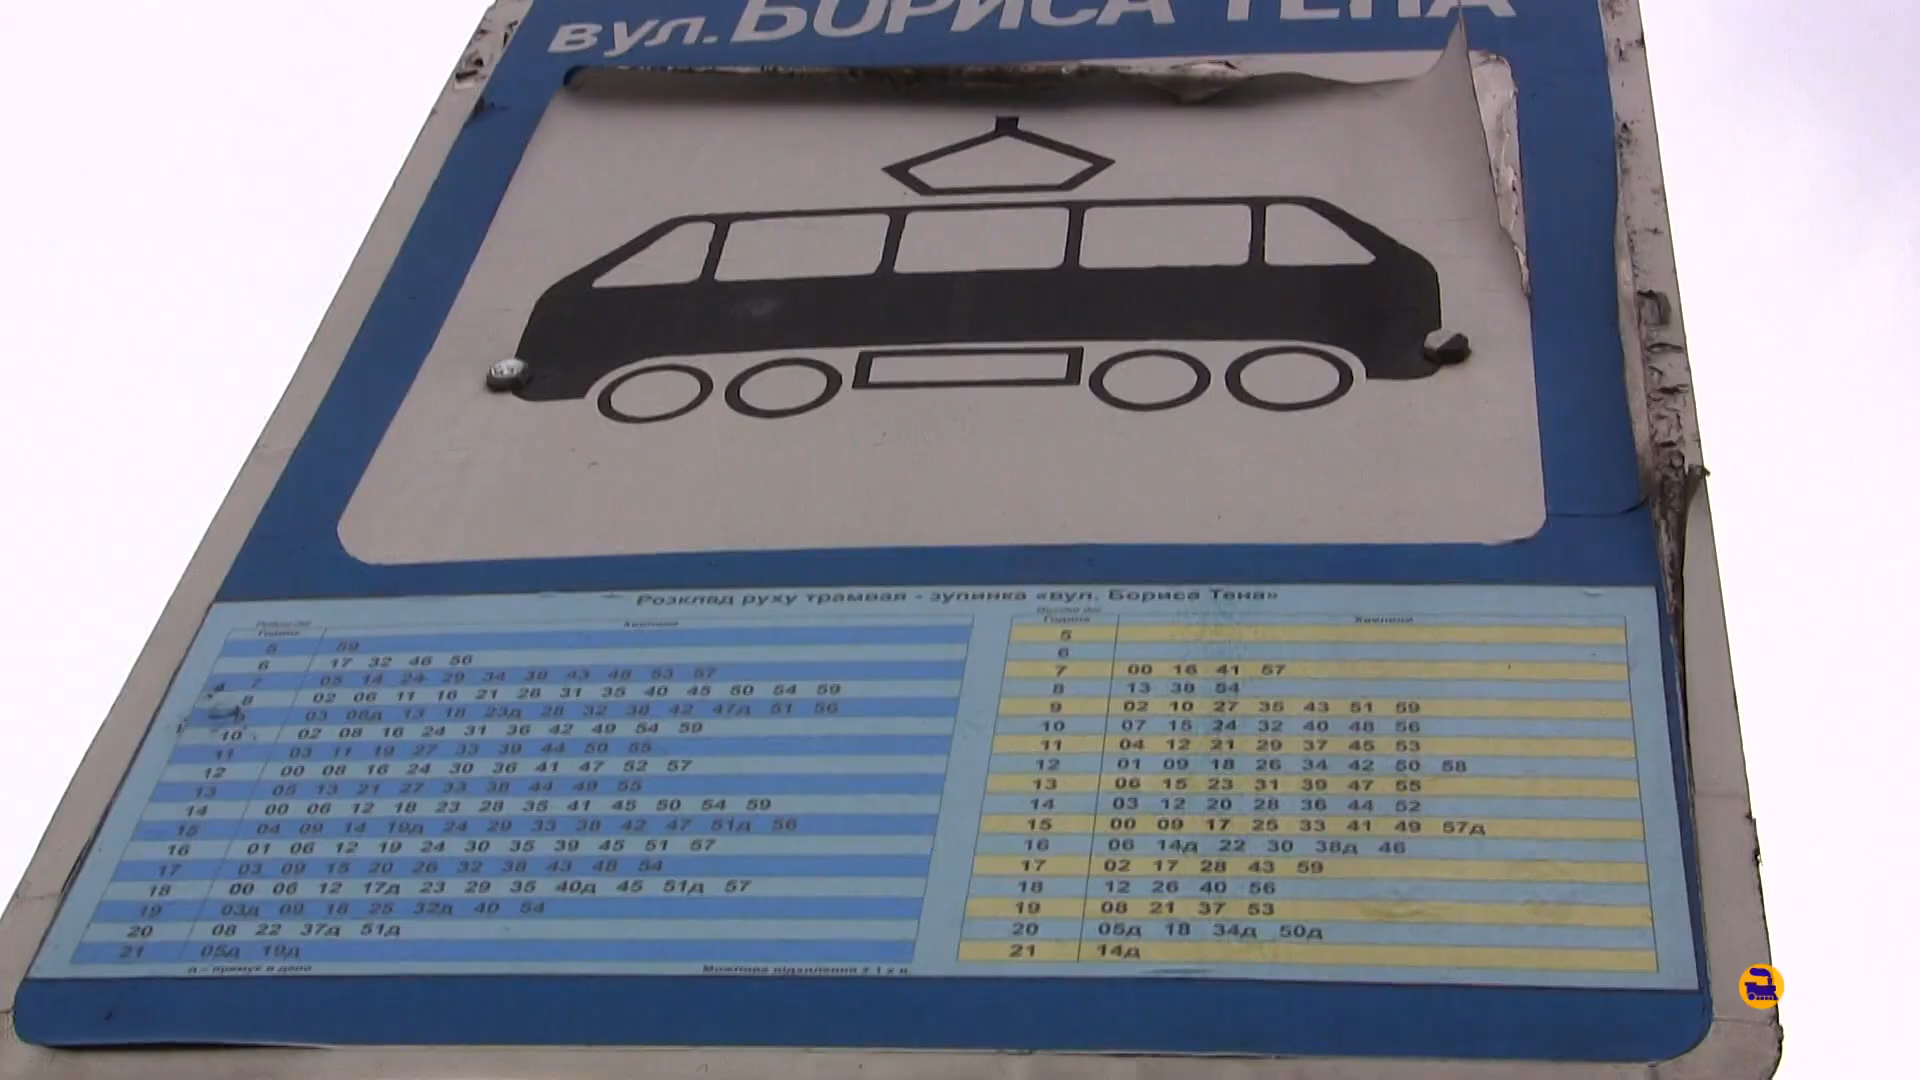 вул. БОРИСА ТЕНА
Розклад руху трамвая - зупинка «вул. Бориса Тена»
Робочі дні
Година Хвилини
5 59
6 17 32 46 56
7 05 14 24 29 34 38 43 48 53 57
8 02 06 11 16 21 26 31 35 40 45 50 54 59
9 03 08д 13 18 23д 28 32 38 42 47д 51 56
10 02 08 16 24 31 36 42 49 54 59
11 03 11 19 27 33 39 44 50 55
12 00 08 16 24 30 36 41 47 52 57
13 05 13 21 27 33 38 44 49 55
14 00 06 12 18 23 28 35 41 45 50 54 59
15 04 09 14 19д 24 29 33 38 42 47 51д 56
16 01 06 12 19 24 30 35 39 45 51 57
17 03 09 15 20 26 32 38 43 48 54
18 00 06 12 17д 23 29 35 40д 45 51д 57
19 03д 09 18 25 32д 40 54
20 08 22 37д 51д
21 05д 19д
д - прямує в депо Можливе відхилення ± 1 хв.
Вихідні дні
Година Хвилини
5
6
7 00 16 41 57
8 13 38 54
9 02 10 27 35 43 51 59
10 07 15 24 32 40 48 56
11 04 12 21 29 37 45 53
12 01 09 18 26 34 42 50 58
13 06 15 23 31 39 47 55
14 03 12 20 28 36 44 52
15 00 09 17 25 33 41 49 57д
16 06 14д 22 30 38д 46
17 02 17 28 43 59
18 12 26 40 56
19 08 21 37 53
20 05д 18 34д 50д
21 14д